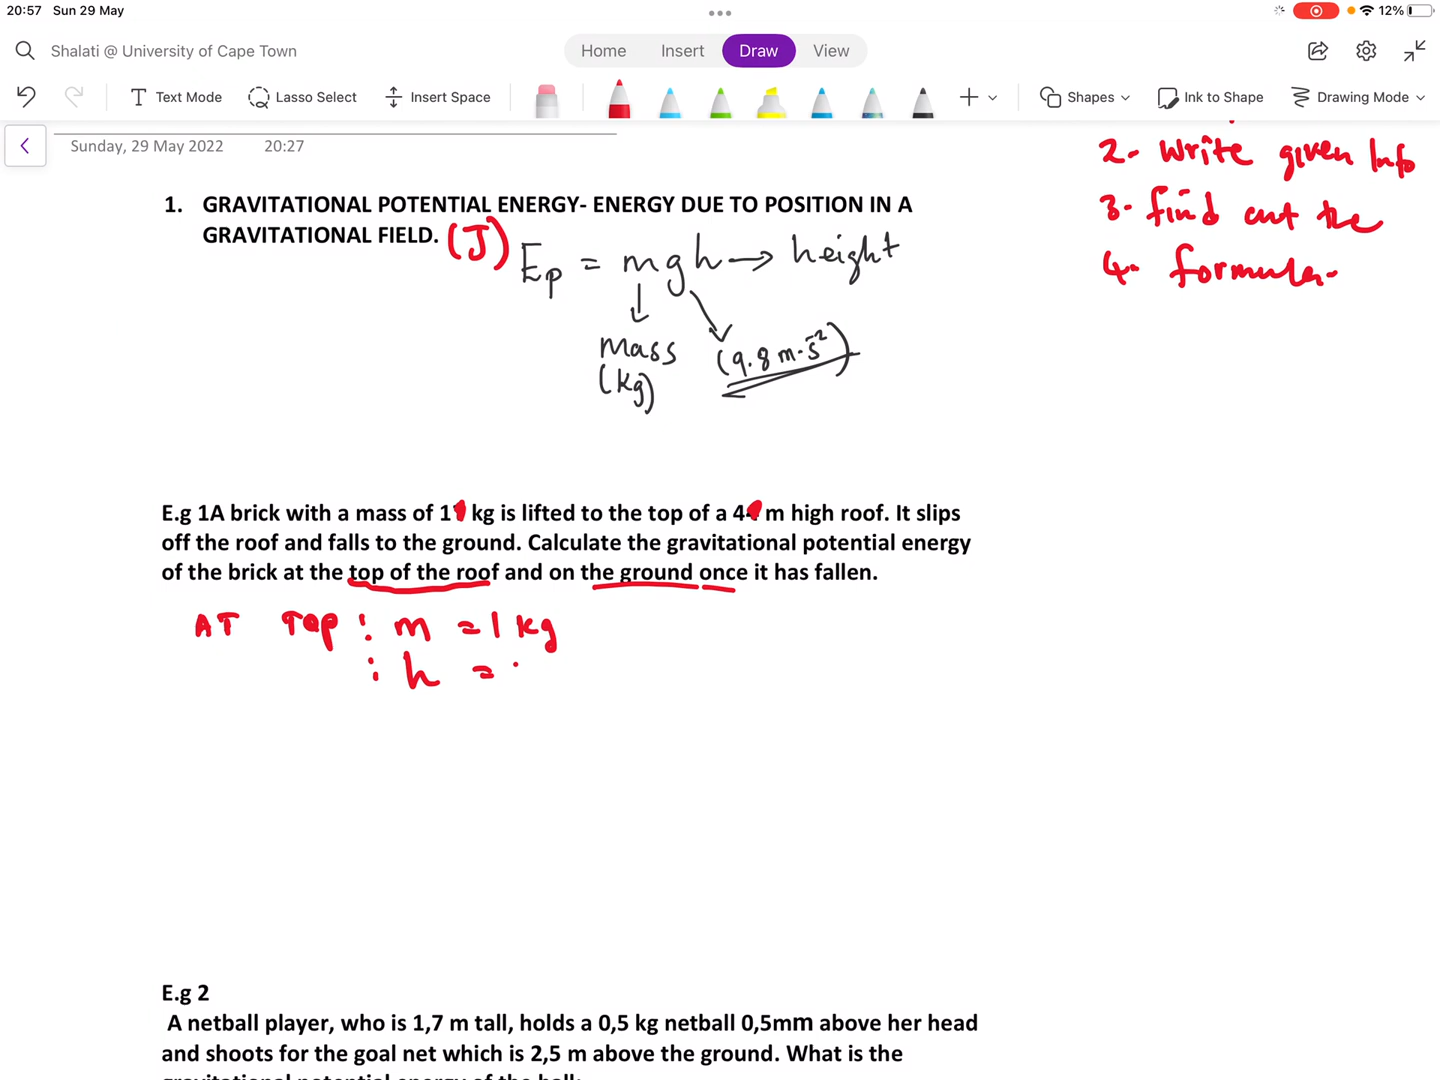 20:57 Sun 29 May
12%
Shalati @ University of Cape Town
Home Insert Draw View
Text Mode Lasso Select Insert Space Shapes Ink to Shape Drawing Mode
Sunday, 29 May 2022 20:27
2- Write given Info
3- find out the
4- formula-
1. GRAVITATIONAL POTENTIAL ENERGY- ENERGY DUE TO POSITION IN A
GRAVITATIONAL FIELD. (J)
Ep = mgh → height
Mass (9.8 m·s⁻²)
(kg)
E.g 1A brick with a mass of 1 kg is lifted to the top of a 4 m high roof. It slips
off the roof and falls to the ground. Calculate the gravitational potential energy
of the brick at the top of the roof and on the ground once it has fallen.
AT TOP : m = 1 kg
: h =
E.g 2
A netball player, who is 1,7 m tall, holds a 0,5 kg netball 0,5mm above her head
and shoots for the goal net which is 2,5 m above the ground. What is the
gravitational potential energy of the ball: